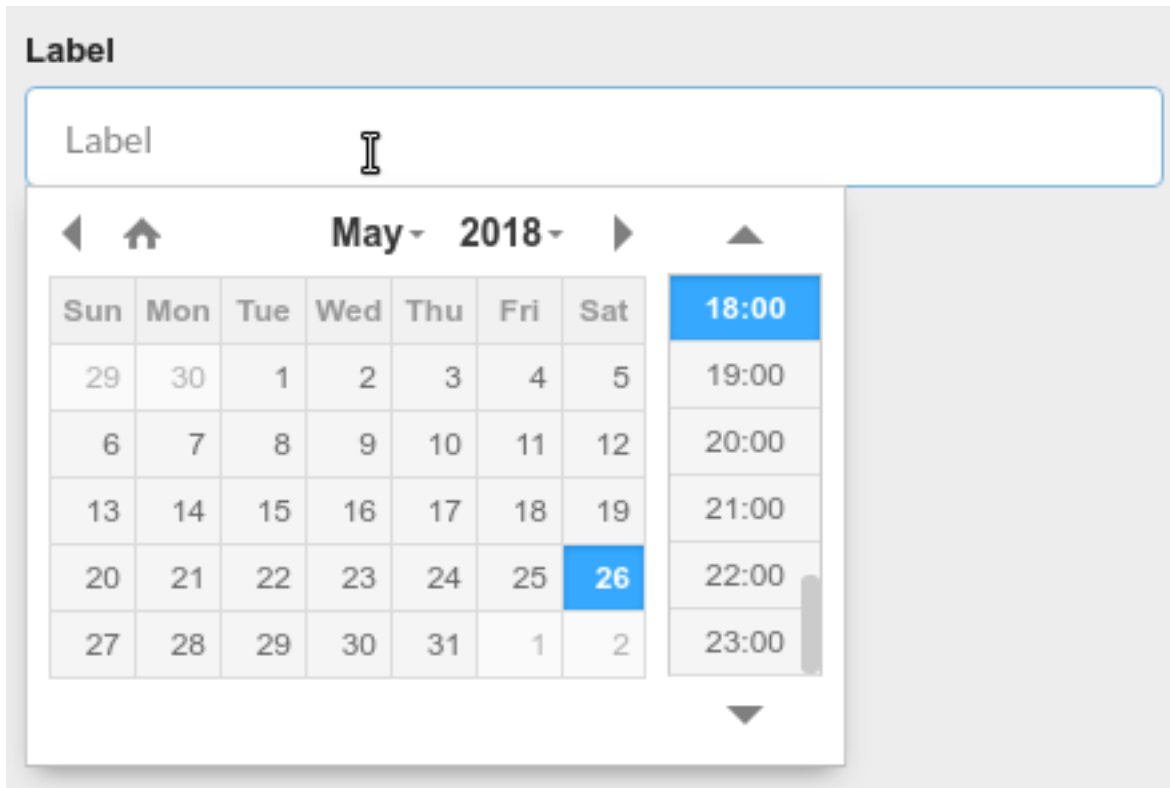 Label
Label
May 2018
Sun Mon Tue Wed Thu Fri Sat
29 30 1 2 3 4 5
6 7 8 9 10 11 12
13 14 15 16 17 18 19
20 21 22 23 24 25 26
27 28 29 30 31 1 2
18:00
19:00
20:00
21:00
22:00
23:00